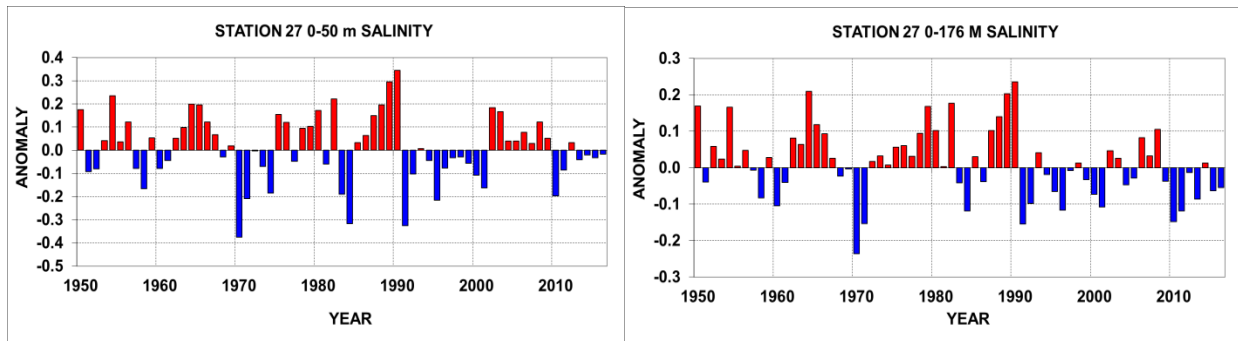 STATION 27 0-50 m SALINITY
0.4
0.3
0.2
0.1
0.0
-0.1
-0.2
-0.3
-0.4
-0.5
ANOMALY
1950 1960 1970 1980 1990 2000 2010
YEAR
STATION 27 0-176 M SALINITY
0.3
0.2
0.1
0.0
-0.1
-0.2
-0.3
ANOMALY
1950 1960 1970 1980 1990 2000 2010
YEAR